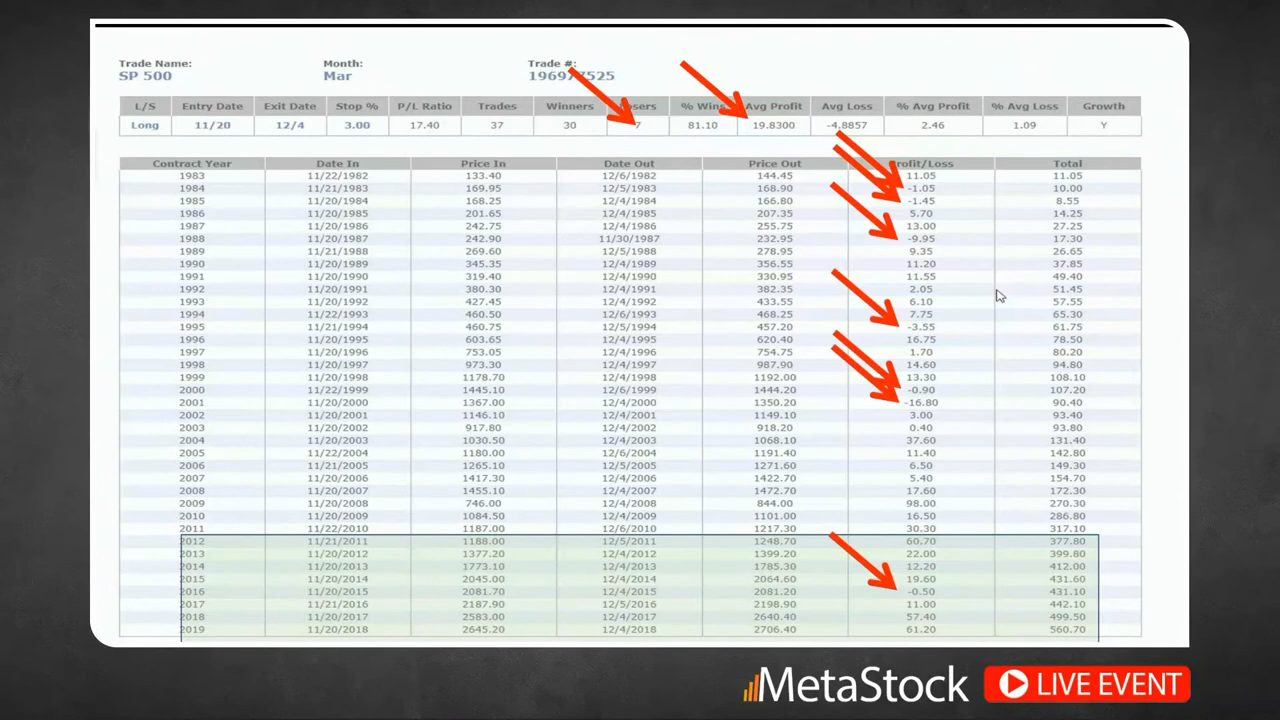 Trade Name: Month: Trade #:
SP 500 Mar 196977525
L/S Entry Date Exit Date Stop % P/L Ratio Trades Winners % Wins Avg Profit Avg Loss % Avg Profit % Avg Loss Growth
Long 11/20 12/4 3.00 17.40 37 30 7 81.10 19.8300 -4.8857 2.46 1.09 Y
Contract Year Date In Price In Date Out Price Out Profit/Loss Total
1983 11/22/1982 133.40 12/6/1982 144.45 11.05 11.05
1984 11/21/1983 169.95 12/5/1983 168.90 -1.05 10.00
1985 11/20/1984 168.25 12/4/1984 166.80 -1.45 8.55
1986 11/20/1985 201.65 12/4/1985 207.35 5.70 14.25
1987 11/20/1986 242.75 12/4/1986 255.75 13.00 27.25
1988 11/20/1987 242.90 11/30/1987 232.95 -9.95 17.30
1989 11/21/1988 269.60 12/5/1988 278.95 9.35 26.65
1990 11/20/1989 345.35 12/4/1989 356.55 11.20 37.85
1991 11/20/1990 319.40 12/4/1990 330.95 11.55 49.40
1992 11/20/1991 380.30 12/4/1991 382.35 2.05 51.45
1993 11/20/1992 427.45 12/4/1992 433.55 6.10 57.55
1994 11/22/1993 460.50 12/6/1993 468.25 7.75 65.30
1995 11/21/1994 460.75 12/5/1994 457.20 -3.55 61.75
1996 11/20/1995 603.65 12/4/1995 620.40 16.75 78.50
1997 11/20/1996 753.05 12/4/1996 754.75 1.70 80.20
1998 11/20/1997 973.30 12/4/1997 987.90 14.60 94.80
1999 11/20/1998 1178.70 12/4/1998 1192.00 13.30 108.10
2000 11/22/1999 1445.10 12/6/1999 1444.20 -0.90 107.20
2001 11/20/2000 1367.00 12/4/2000 1350.20 -16.80 90.40
2002 11/20/2001 1146.10 12/4/2001 1149.10 3.00 93.40
2003 11/20/2002 917.80 12/4/2002 918.20 0.40 93.80
2004 11/20/2003 1030.50 12/4/2003 1068.10 37.60 131.40
2005 11/22/2004 1180.00 12/6/2004 1191.40 11.40 142.80
2006 11/21/2005 1265.10 12/5/2005 1271.60 6.50 149.30
2007 11/20/2006 1417.30 12/4/2006 1422.70 5.40 154.70
2008 11/20/2007 1455.10 12/4/2007 1472.70 17.60 172.30
2009 11/20/2008 746.00 12/4/2008 844.00 98.00 270.30
2010 11/20/2009 1084.50 12/4/2009 1101.00 16.50 286.80
2011 11/22/2010 1187.00 12/6/2010 1217.30 30.30 317.10
2012 11/21/2011 1188.00 12/5/2011 1248.70 60.70 377.80
2013 11/20/2012 1377.20 12/4/2012 1399.20 22.00 399.80
2014 11/20/2013 1773.10 12/4/2013 1785.30 12.20 412.00
2015 11/20/2014 2045.00 12/4/2014 2064.60 19.60 431.60
2016 11/20/2015 2081.70 12/4/2015 2081.20 -0.50 431.10
2017 11/21/2016 2187.90 12/5/2016 2198.90 11.00 442.10
2018 11/20/2017 2583.00 12/4/2017 2640.40 57.40 499.50
2019 11/20/2018 2645.20 12/4/2018 2706.40 61.20 560.70
MetaStock LIVE EVENT